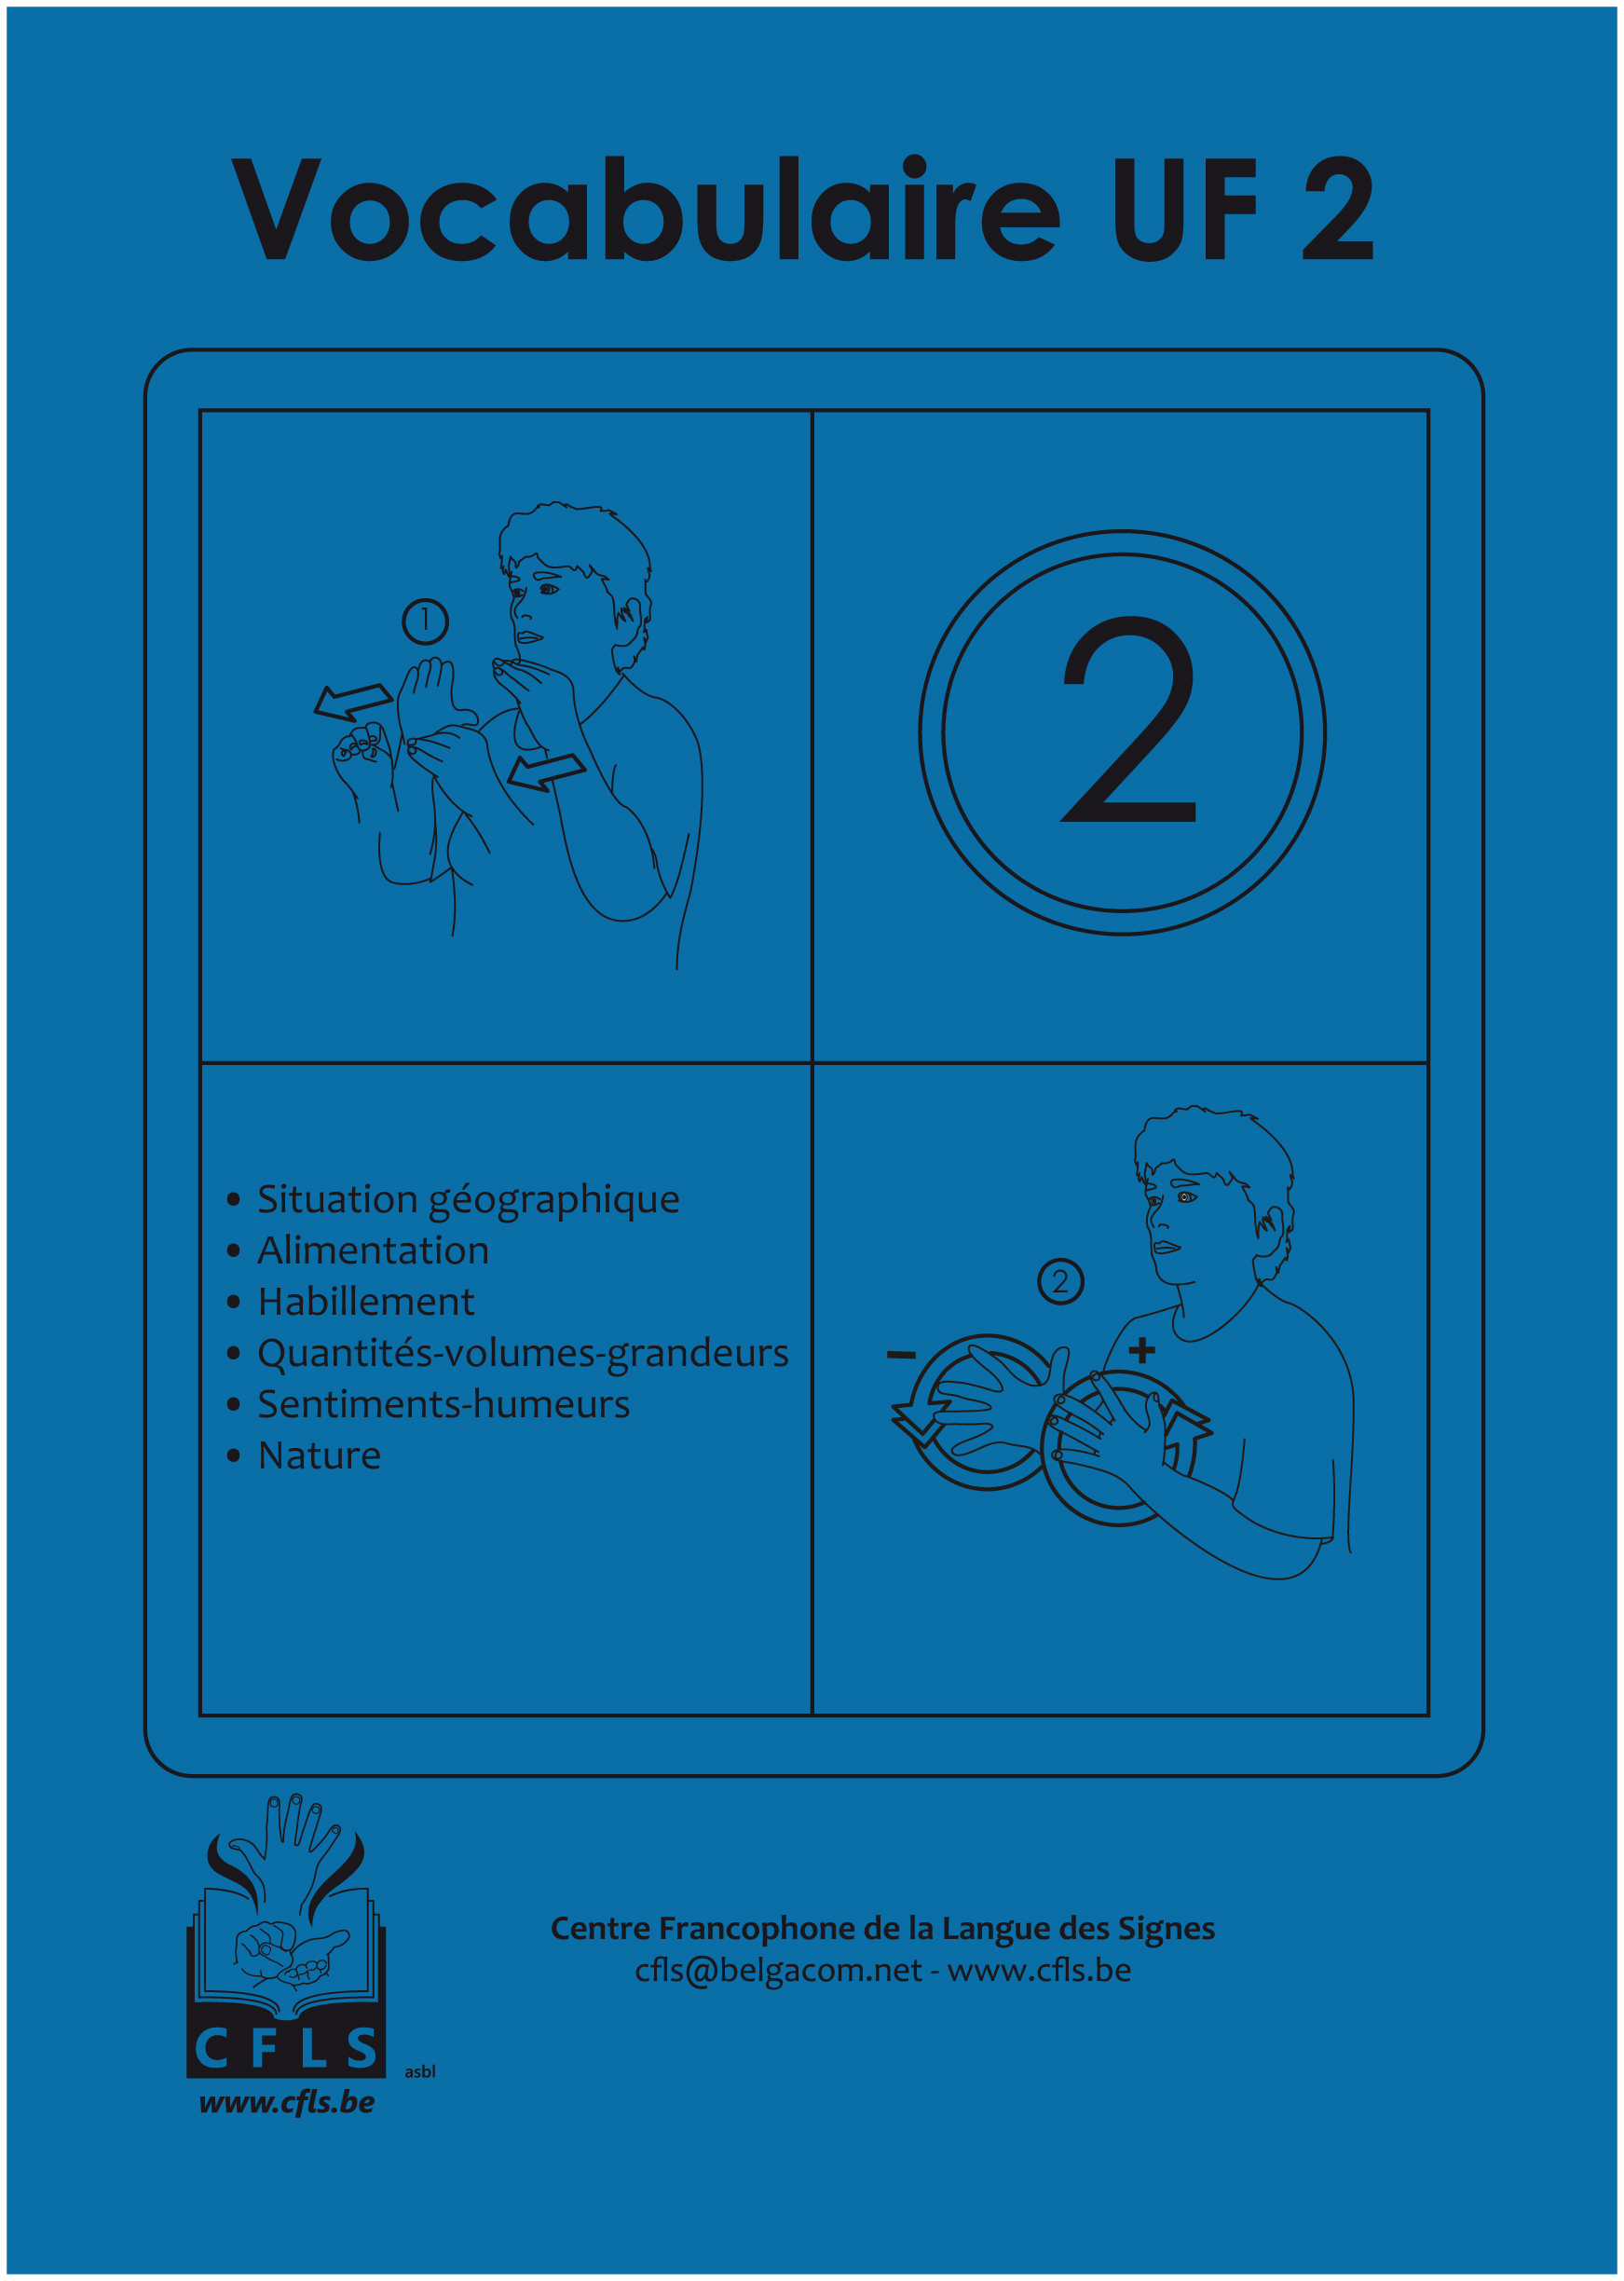 Vocabulaire UF 2
1
2
• Situation géographique
• Alimentation
• Habillement
• Quantités-volumes-grandeurs
• Sentiments-humeurs
• Nature
2
- +
Centre Francophone de la Langue des Signes
cfls@belgacom.net - www.cfls.be
CFLS
asbl
www.cfls.be